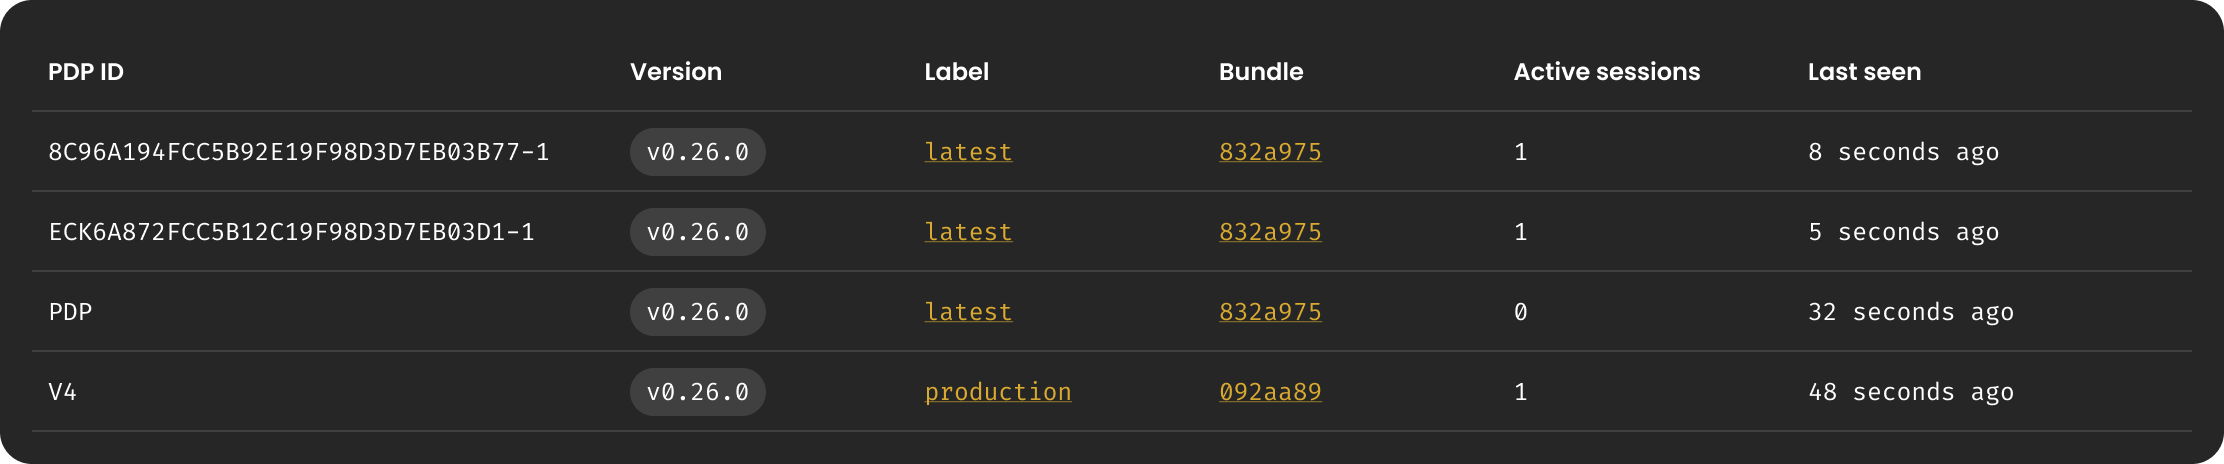 PDP ID Version Label Bundle Active sessions Last seen
8C96A194FCC5B92E19F98D3D7EB03B77-1 v0.26.0 latest 832a975 1 8 seconds ago
ECK6A872FCC5B12C19F98D3D7EB03D1-1 v0.26.0 latest 832a975 1 5 seconds ago
PDP v0.26.0 latest 832a975 0 32 seconds ago
V4 v0.26.0 production 092aa89 1 48 seconds ago